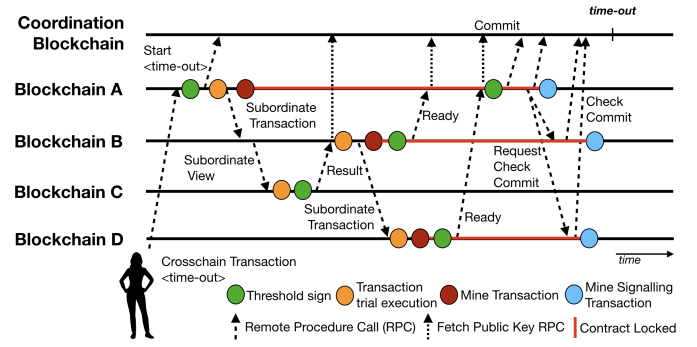 Coordination
Blockchain
time-out
Commit
Start
<time-out>
Blockchain A
Subordinate
Transaction
Ready
Check
Commit
Blockchain B
Subordinate
View
Result
Request
Check
Commit
Blockchain C
Subordinate
Transaction
Ready
Blockchain D
time
Crosschain Transaction
<time-out>
Threshold sign
Transaction
trial execution
Mine Transaction
Mine Signalling
Transaction
Remote Procedure Call (RPC)
Fetch Public Key RPC
Contract Locked